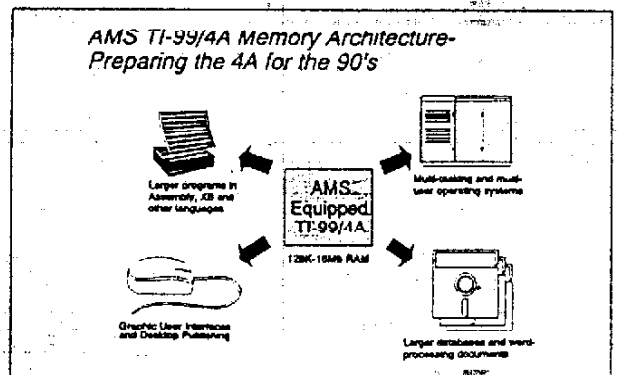 AMS TI-99/4A Memory Architecture-
Preparing the 4A for the 90's
Larger programs in
Assembly, XB and
other languages
Multi-tasking and multi-
user operating systems
AMS
Equipped
TI-99/4A
128K-16Mb RAM
Graphic User Interfaces
and Desktop Publishing
Larger databases and word-
processing documents